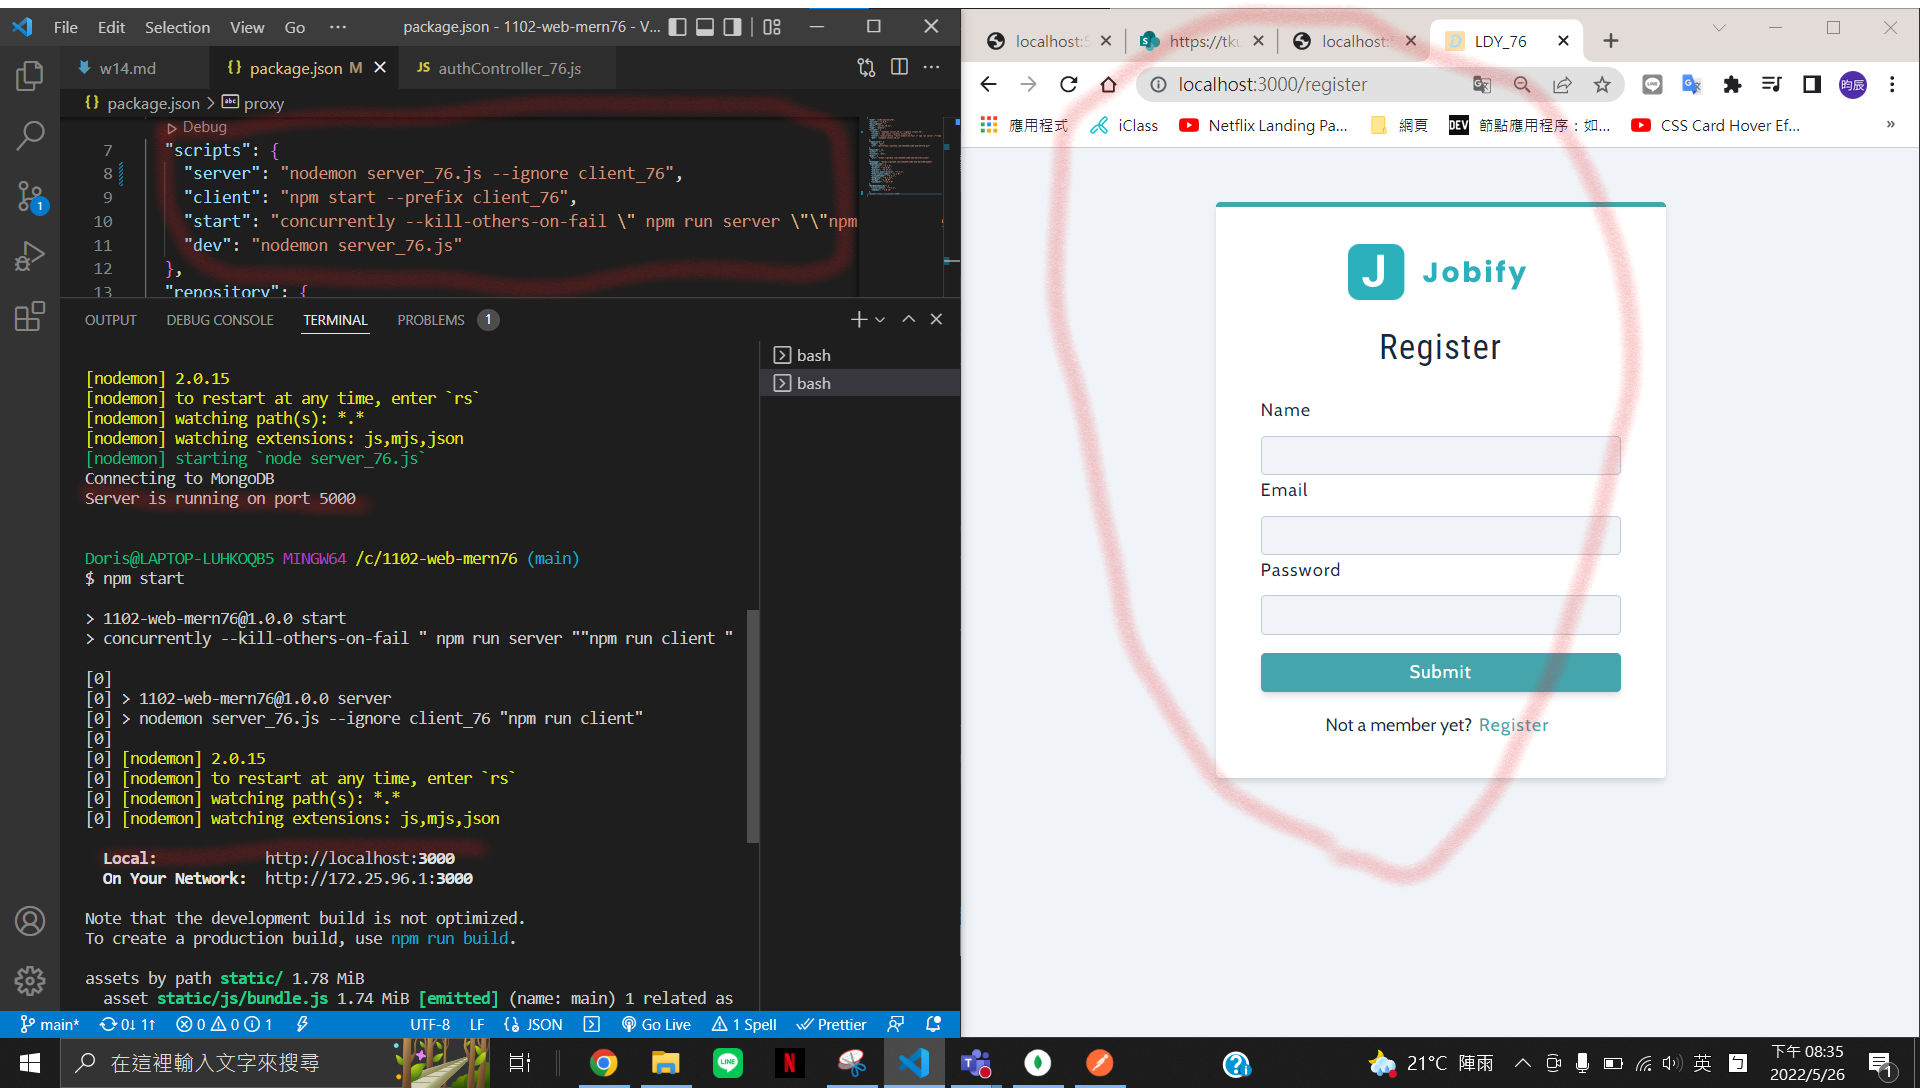 File Edit Selection View Go ··· package.json - 1102-web-mern76 - V...
w14.md
{} package.json M
JS authController_76.js
{} package.json > proxy
Debug
7 "scripts": {
8 "server": "nodemon server_76.js --ignore client_76",
9 "client": "npm start --prefix client_76",
10 "start": "concurrently --kill-others-on-fail \" npm run server \"\"npm
11 "dev": "nodemon server_76.js"
12 },
13 "repository": {
OUTPUT DEBUG CONSOLE TERMINAL PROBLEMS 1
bash
bash
[nodemon] 2.0.15
[nodemon] to restart at any time, enter `rs`
[nodemon] watching path(s): *.*
[nodemon] watching extensions: js,mjs,json
[nodemon] starting `node server_76.js`
Connecting to MongoDB
Server is running on port 5000
Doris@LAPTOP-LUHKOQB5 MINGW64 /c/1102-web-mern76 (main)
$ npm start
> 1102-web-mern76@1.0.0 start
> concurrently --kill-others-on-fail " npm run server ""npm run client "
[0]
[0] > 1102-web-mern76@1.0.0 server
[0] > nodemon server_76.js --ignore client_76 "npm run client"
[0]
[0] [nodemon] 2.0.15
[0] [nodemon] to restart at any time, enter `rs`
[0] [nodemon] watching path(s): *.*
[0] [nodemon] watching extensions: js,mjs,json
Local: http://localhost:3000
On Your Network: http://172.25.96.1:3000
Note that the development build is not optimized.
To create a production build, use npm run build.
assets by path static/ 1.78 MiB
asset static/js/bundle.js 1.74 MiB [emitted] (name: main) 1 related as
main* 0↓ 1↑ 0 0 1 UTF-8 LF {} JSON Go Live 1 Spell Prettier
localhost:5 https://tku localhost:5 LDY_76
localhost:3000/register
昀辰
應用程式 iClass Netflix Landing Pa... 網頁 DEV 節點應用程序：如... CSS Card Hover Ef... »
J Jobify
Register
Name
Email
Password
Submit
Not a member yet? Register
在這裡輸入文字來搜尋
LINE
N
21°C 陣雨
英
下午 08:35
2022/5/26
1